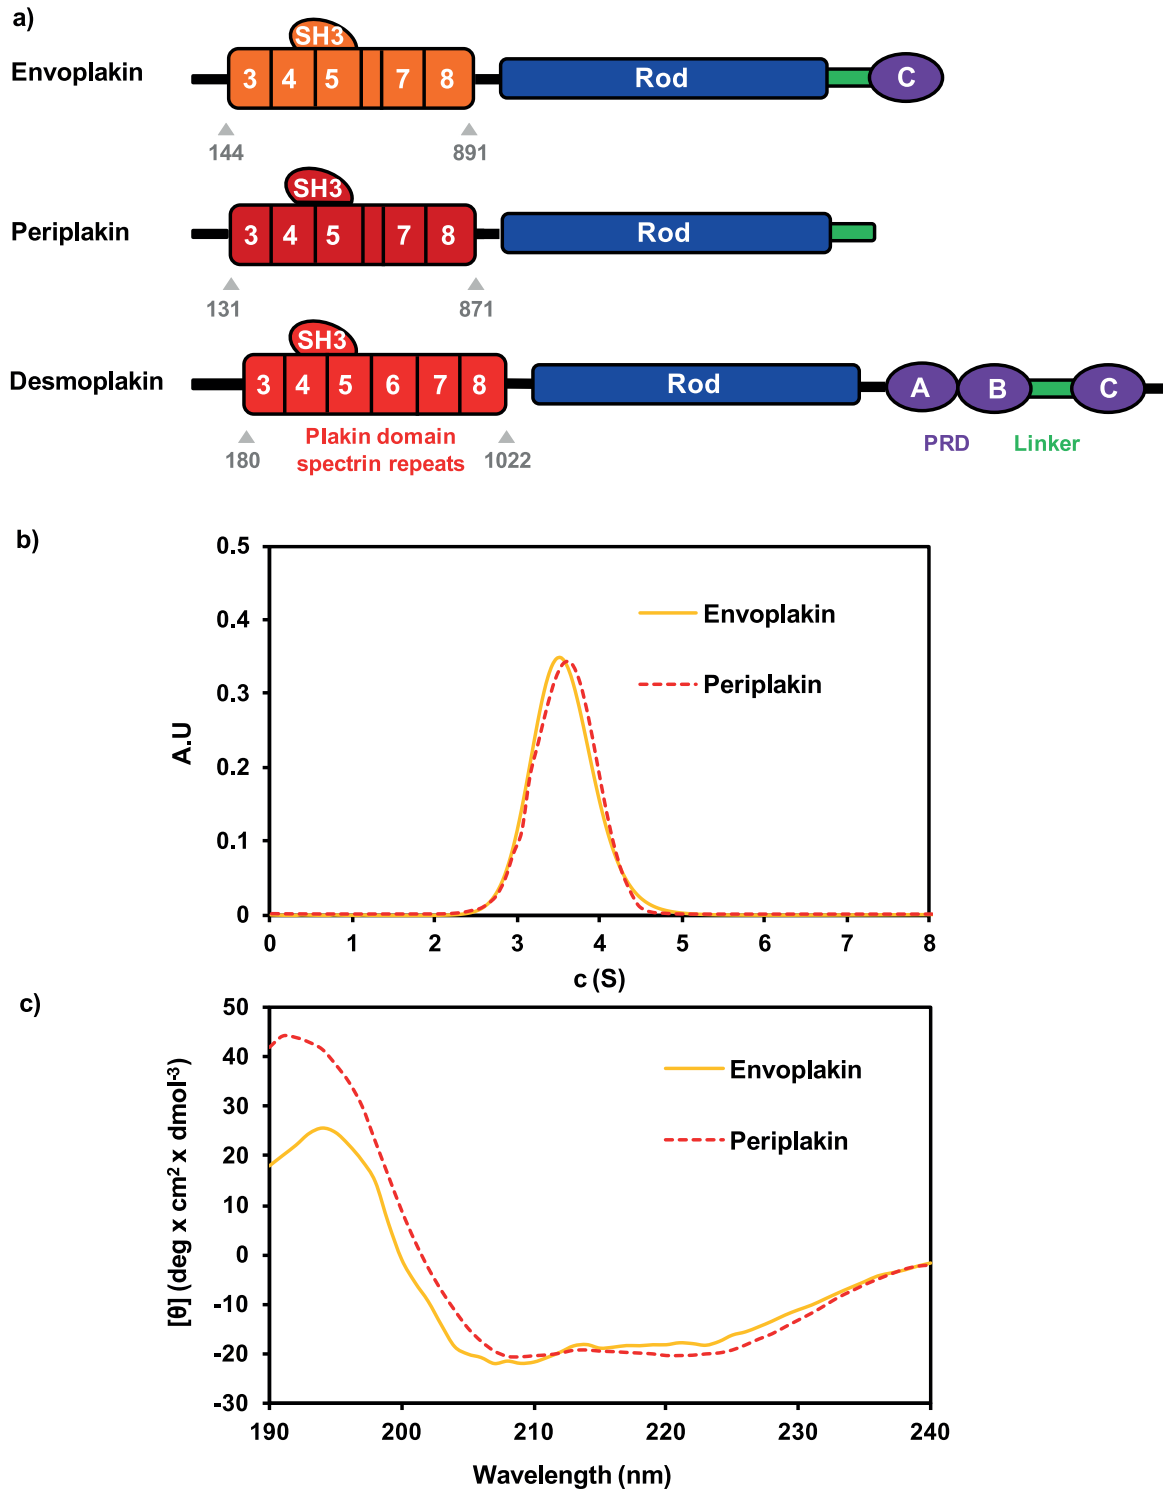 a)
SH3
Envoplakin 3 4 5 7 8 Rod C
144 891
SH3
Periplakin 3 4 5 7 8 Rod
131 871
SH3
Desmoplakin 3 4 5 6 7 8 Rod A B C
180 Plakin domain 1022 PRD Linker
spectrin repeats
b)
0.5
0.4
0.3
0.2
0.1
0
A.U
Envoplakin
Periplakin
0 1 2 3 4 5 6 7 8
c (S)
c)
50
40
30
20
10
0
-10
-20
-30
[θ] (deg x cm² x dmol⁻³)
Envoplakin
Periplakin
190 200 210 220 230 240
Wavelength (nm)